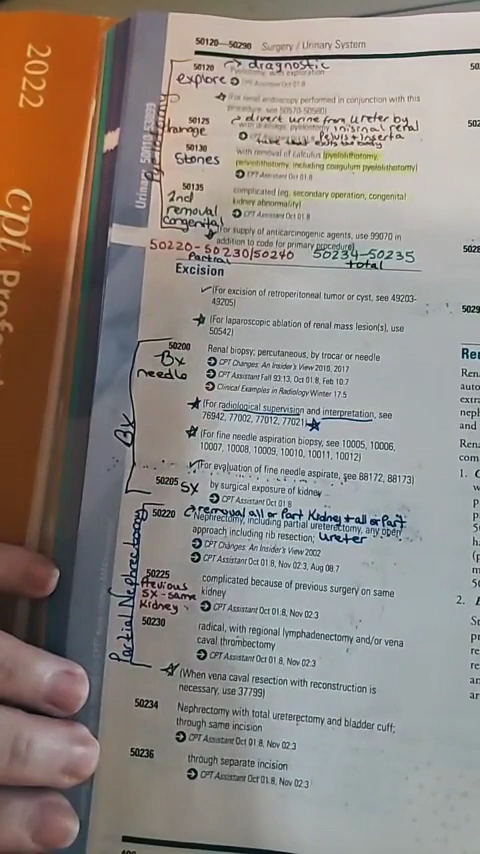 2022
cpt Profe
Urinary 50010-53899
50120—50290 Surgery / Urinary System
→ diagnostic
50120
explore
Pyelotomy; with exploration
CPT Assistant Oct 01:8
(For renal endoscopy performed in conjunction with this
procedure, see 50570-50580)
→ divert urine from ureter by
50125
drainage
with drainage, pyelostomy
tube that exits the body
50130
Stones
with removal of calculus (pyelolithotomy,
pelviolithotomy, including coagulum pyelolithotomy)
CPT Assistant Oct 01:8
50135
2nd
removal
Congenital
complicated (eg, secondary operation, congenital
kidney abnormality)
CPT Assistant Oct 01:8
(For supply of anticarcinogenic agents, use 99070 in
addition to code for primary procedure)
50220-50230/50240 50234-50235
Partial total
Excision
(For excision of retroperitoneal tumor or cyst, see 49203-
49205)
(For laparoscopic ablation of renal mass lesion(s), use
50542)
Bx
50200
Bx
needle
Renal biopsy; percutaneous, by trocar or needle
CPT Changes: An Insider's View 2010, 2017
CPT Assistant Fall 93:13, Oct 01:8, Feb 10:7
Clinical Examples in Radiology Winter 17:5
(For radiological supervision and interpretation, see
76942, 77002, 77012, 77021)
(For fine needle aspiration biopsy, see 10005, 10006,
10007, 10008, 10009, 10010, 10011, 10012)
(For evaluation of fine needle aspirate, see 88172, 88173)
50205 SX
by surgical exposure of kidney
CPT Assistant Oct 01:8
Partial Nephrectomy
removal all or Part Kidney + all or Part
50220
Nephrectomy, including partial ureterectomy, any open
approach including rib resection; ureter
CPT Changes: An Insider's View 2002
CPT Assistant Oct 01:8, Nov 02:3, Aug 08:7
50225
Previous
SX - same
Kidney
complicated because of previous surgery on same
kidney
CPT Assistant Oct 01:8, Nov 02:3
50230
radical, with regional lymphadenectomy and/or vena
caval thrombectomy
CPT Assistant Oct 01:8, Nov 02:3
(When vena caval resection with reconstruction is
necessary, use 37799)
50234
Nephrectomy with total ureterectomy and bladder cuff;
through same incision
CPT Assistant Oct 01:8, Nov 02:3
50236
through separate incision
CPT Assistant Oct 01:8, Nov 02:3